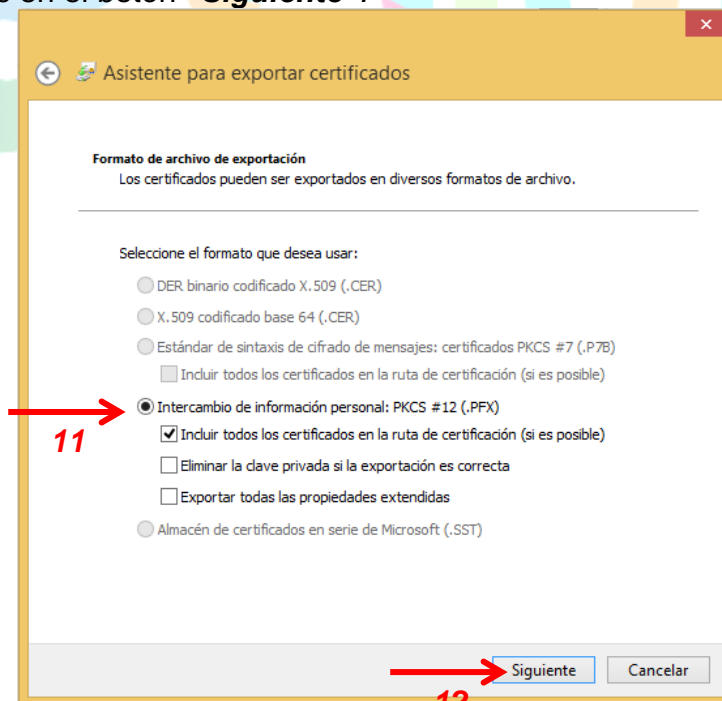 en el botón "Siguiente".
Asistente para exportar certificados
Formato de archivo de exportación
Los certificados pueden ser exportados en diversos formatos de archivo.
Seleccione el formato que desea usar:
DER binario codificado X.509 (.CER)
X.509 codificado base 64 (.CER)
Estándar de sintaxis de cifrado de mensajes: certificados PKCS #7 (.P7B)
Incluir todos los certificados en la ruta de certificación (si es posible)
Intercambio de información personal: PKCS #12 (.PFX)
11
Incluir todos los certificados en la ruta de certificación (si es posible)
Eliminar la clave privada si la exportación es correcta
Exportar todas las propiedades extendidas
Almacén de certificados en serie de Microsoft (.SST)
Siguiente Cancelar
12